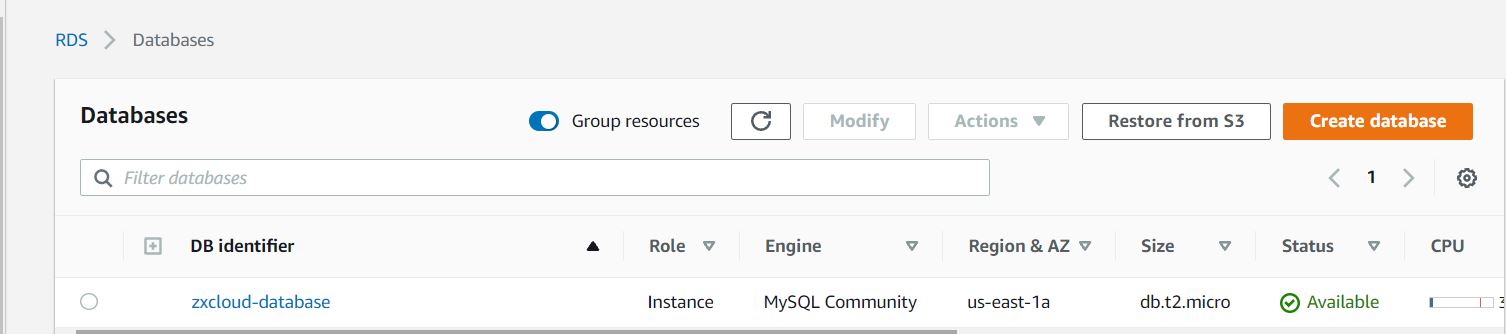 RDS > Databases
Databases Group resources Modify Actions Restore from S3 Create database
Filter databases 1
DB identifier Role Engine Region & AZ Size Status CPU
zxcloud-database Instance MySQL Community us-east-1a db.t2.micro Available